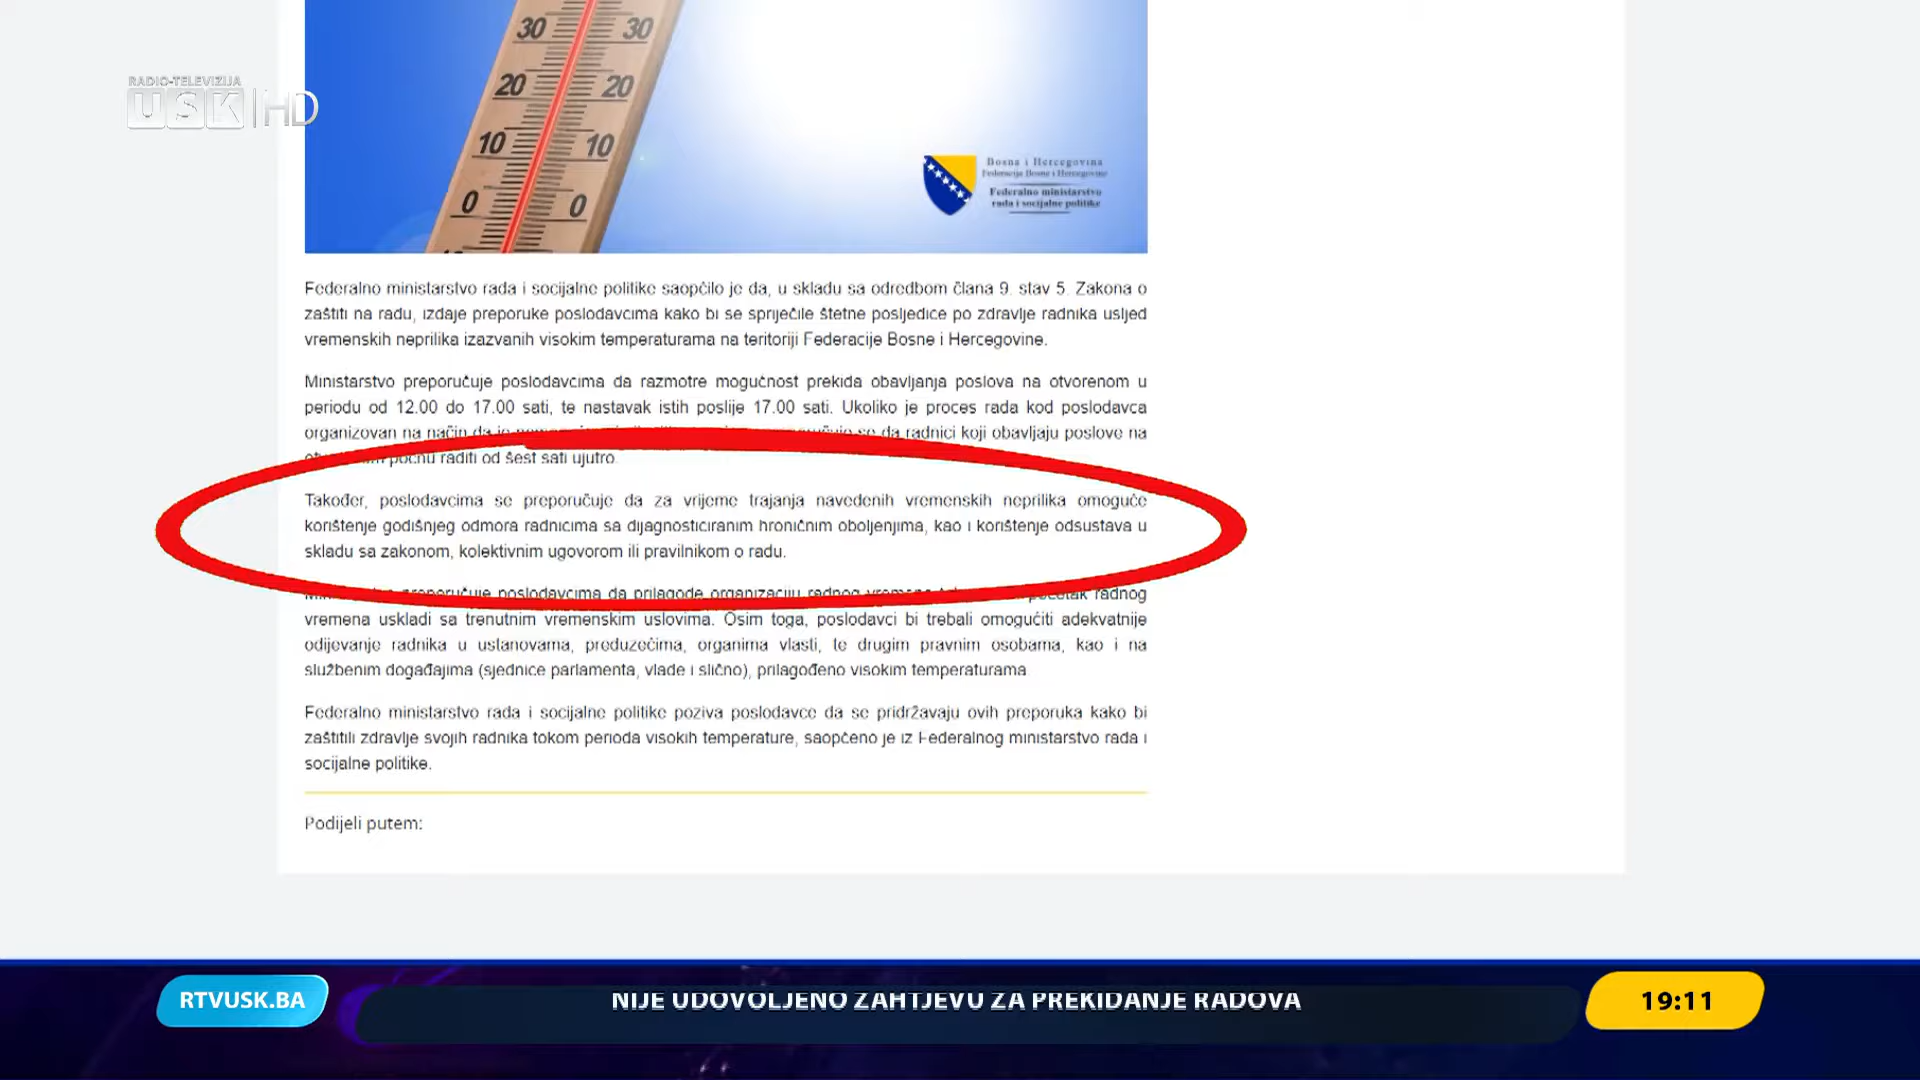 30 30
RADIO-TELEVIZIJA
USK HD
20 20
10 10
0 0
Bosna i Hercegovina
Federacija Bosne i Hercegovine
Federalno ministarstvo
rada i socijalne politike
Federalno ministarstvo rada i socijalne politike saopćilo je da, u skladu sa odredbom člana 9. stav 5. Zakona o
zaštiti na radu, izdaje preporuke poslodavcima kako bi se spriječile štetne posljedice po zdravlje radnika usljed
vremenskih neprilika izazvanih visokim temperaturama na teritoriji Federacije Bosne i Hercegovine.
Ministarstvo preporučuje poslodavcima da razmotre mogućnost prekida obavljanja poslova na otvorenom u
periodu od 12.00 do 17.00 sati, te nastavak istih poslije 17.00 sati. Ukoliko je proces rada kod poslodavca
organizovan na način da je se da radnici koji obavljaju poslove na
počnu raditi od šest sati ujutro.
Također, poslodavcima se preporučuje da za vrijeme trajanja navedenih vremenskih neprilika omoguće
korištenje godišnjeg odmora radnicima sa dijagnosticiranim hroničnim oboljenjima, kao i korištenje odsustava u
skladu sa zakonom, kolektivnim ugovorom ili pravilnikom o radu.
preporučuje poslodavcima da prilagode organizaciju radnog vremena početak radnog
vremena uskladi sa trenutnim vremenskim uslovima. Osim toga, poslodavci bi trebali omogućiti adekvatnije
odijevanje radnika u ustanovama, preduzećima, organima vlasti, te drugim pravnim osobama, kao i na
službenim događajima (sjednice parlamenta, vlade i slično), prilagođeno visokim temperaturama.
Federalno ministarstvo rada i socijalne politike poziva poslodavce da se pridržavaju ovih preporuka kako bi
zaštitili zdravlje svojih radnika tokom perioda visokih temperature, saopćeno je iz Federalnog ministarstvo rada i
socijalne politike.
Podijeli putem:
RTVUSK.BA
NIJE UDOVOLJENO ZAHTJEVU ZA PREKIDANJE RADOVA
19:11